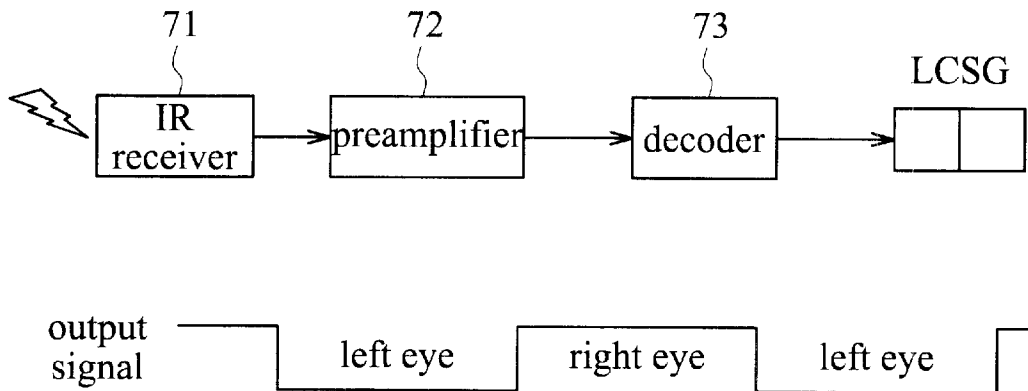 71
72
73
LCSG
IR
receiver
preamplifier
decoder
output
signal
left eye
right eye
left eye